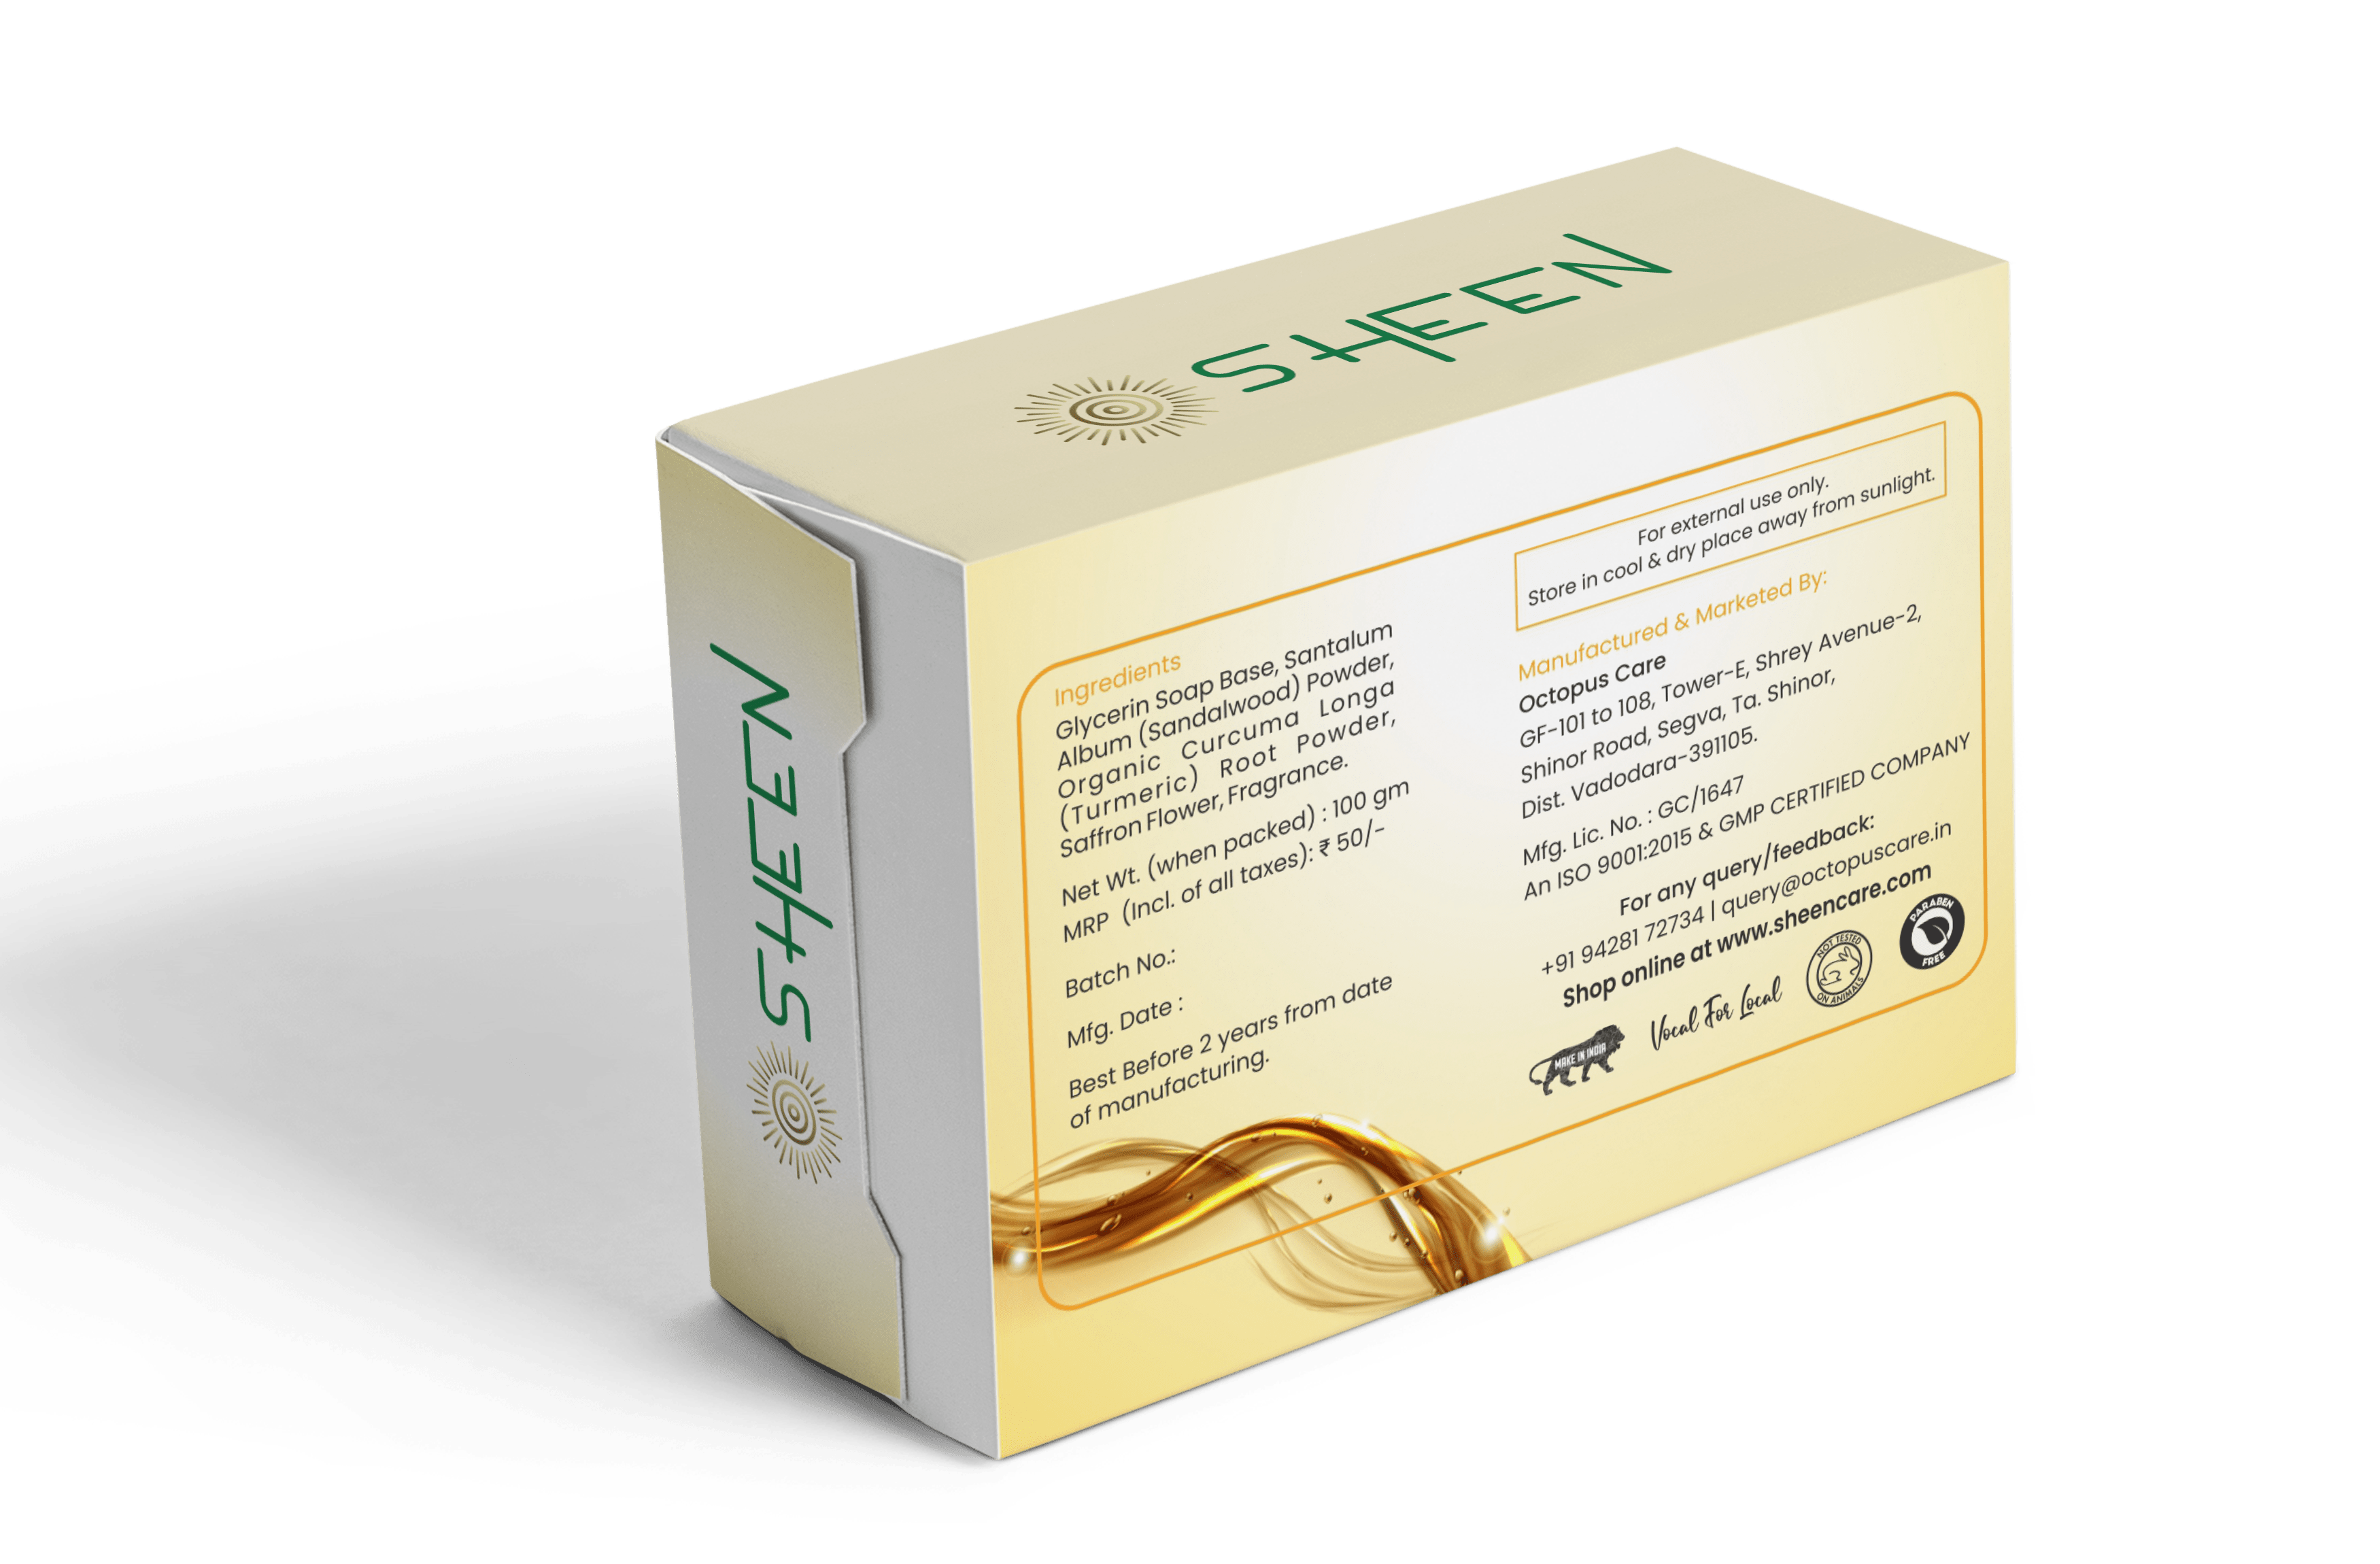 SHEEN
SHEEN
Ingredients
Glycerin Soap Base, Santalum
Album (Sandalwood) Powder,
Organic Curcuma Longa
(Turmeric) Root Powder,
Saffron Flower, Fragrance.
Net Wt. (when packed) : 100 gm
MRP (Incl. of all taxes): ₹ 50/-
Batch No.:
Mfg. Date :
Best Before 2 years from date
of manufacturing.
For external use only.
Store in cool & dry place away from sunlight.
Manufactured & Marketed By:
Octopus Care
GF-101 to 108, Tower-E, Shrey Avenue-2,
Shinor Road, Segva, Ta. Shinor,
Dist. Vadodara-391105.
Mfg. Lic. No. : GC/1647
An ISO 9001:2015 & GMP CERTIFIED COMPANY
For any query/feedback:
+91 94281 72734 | query@octopuscare.in
Shop online at www.sheencare.com
MAKE IN INDIA
Vocal For Local
NOT TESTED
ON ANIMALS
PARABEN
FREE